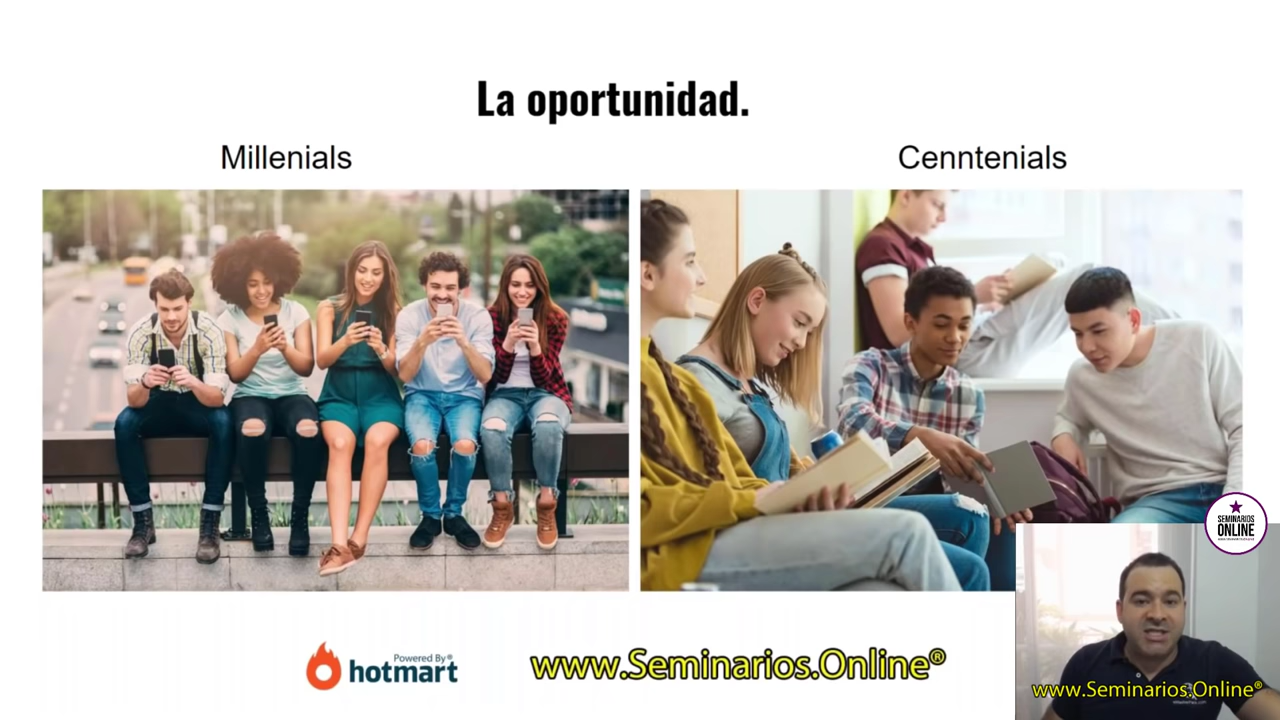 La oportunidad.
Millenials
Cenntenials
SEMINARIOS
ONLINE
Powered By®
hotmart
www.Seminarios.Online®
www.Seminarios.Online®